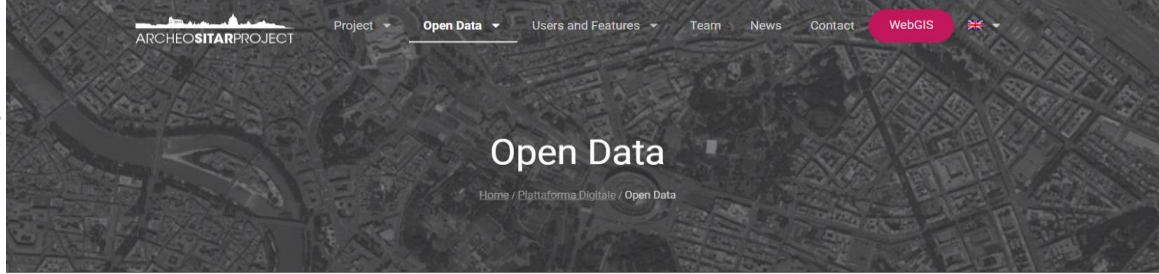 ARCHEOSITARPROJECT
Project Open Data Users and Features Team News Contact WebGIS
Open Data
Home / Piattaforma Digitale / Open Data